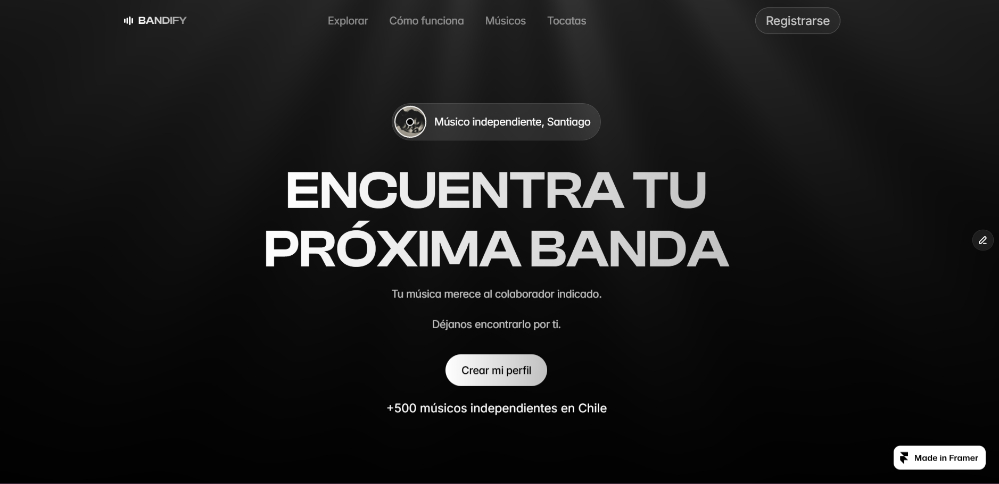 BANDIFY
Explorar
Cómo funciona
Músicos
Tocatas
Registrarse
Músico independiente, Santiago
ENCUENTRA TU
PRÓXIMA BANDA
Tu música merece al colaborador indicado.
Déjanos encontrarlo por ti.
Crear mi perfil
+500 músicos independientes en Chile
Made in Framer